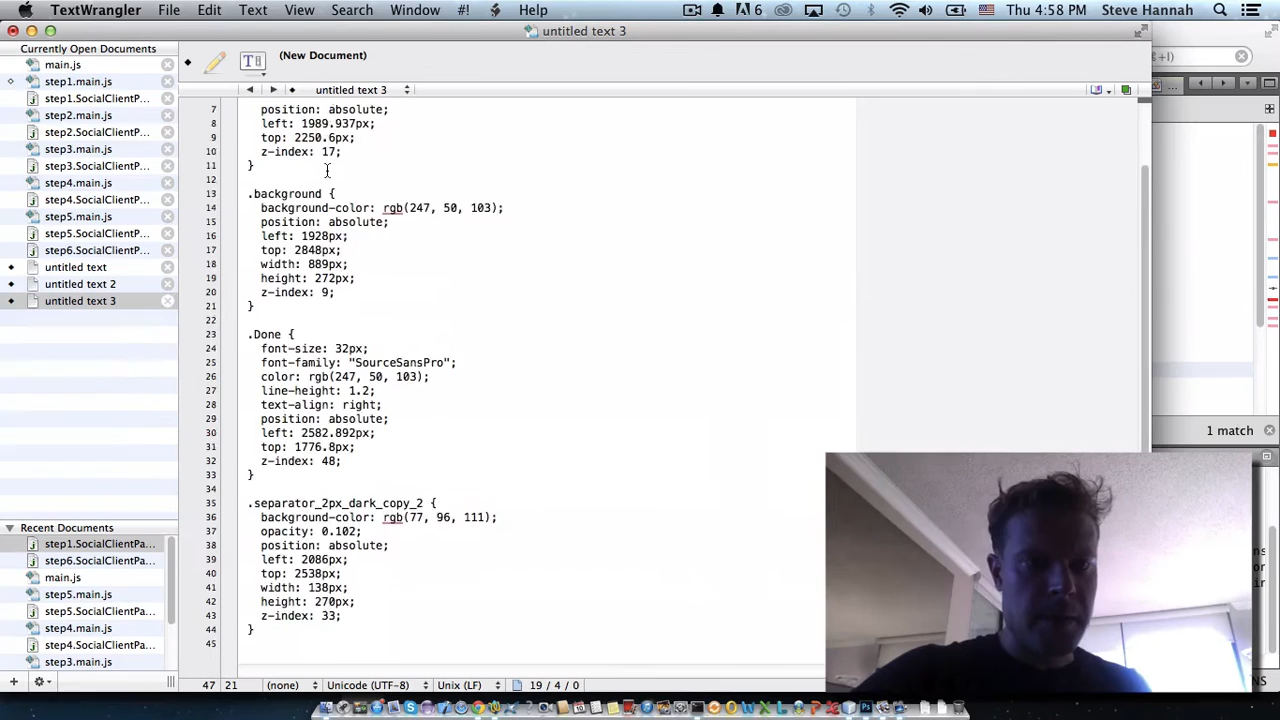 TextWrangler File Edit Text View Search Window #! Help 6 Thu 4:58 PM Steve Hannah
untitled text 3
Currently Open Documents
(New Document)
main.js
step1.main.js
step1.SocialClientP...
step2.main.js
step2.SocialClientP...
step3.main.js
step3.SocialClientP...
step4.main.js
step4.SocialClientP...
step5.main.js
step5.SocialClientP...
step6.SocialClientP...
untitled text
untitled text 2
untitled text 3
Recent Documents
step1.SocialClientPa...
step6.SocialClientPa...
main.js
step5.main.js
step5.SocialClientPa...
step4.main.js
step4.SocialClientPa...
step3.main.js
untitled text 3
7 position: absolute;
8 left: 1989.937px;
9 top: 2250.6px;
10 z-index: 17;
11 }
12
13 .background {
14 background-color: rgb(247, 50, 103);
15 position: absolute;
16 left: 1928px;
17 top: 2848px;
18 width: 889px;
19 height: 272px;
20 z-index: 9;
21 }
22
23 .Done {
24 font-size: 32px;
25 font-family: "SourceSansPro";
26 color: rgb(247, 50, 103);
27 line-height: 1.2;
28 text-align: right;
29 position: absolute;
30 left: 2582.892px;
31 top: 1776.8px;
32 z-index: 48;
33 }
34
35 .separator_2px_dark_copy_2 {
36 background-color: rgb(77, 96, 111);
37 opacity: 0.102;
38 position: absolute;
39 left: 2086px;
40 top: 2538px;
41 width: 138px;
42 height: 270px;
43 z-index: 33;
44 }
45
47 21 (none) Unicode (UTF-8) Unix (LF) 19 / 1 / 0
⌘+I)
...
1 match
NS